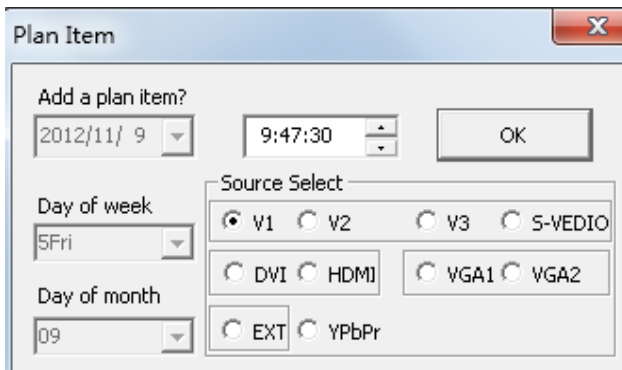 Plan Item
Add a plan item?
2012/11/ 9
9:47:30
OK
Source Select
Day of week
V1 V2 V3 S-VEDIO
5Fri
DVI HDMI VGA1 VGA2
Day of month
09
EXT YPbPr